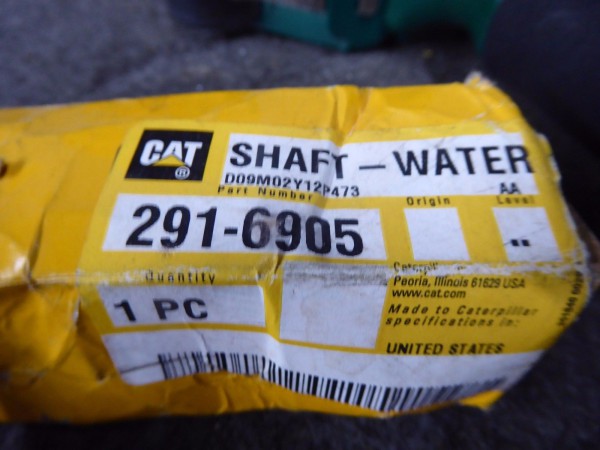 CAT®
SHAFT-WATER
D09M02Y12P473
AA
Part Number
Origin
Level
291-6905
--
Quantity
Peoria, Illinois 61629 USA
www.cat.com
1 PC
Made to Caterpillar
specifications in:
UNITED STATES